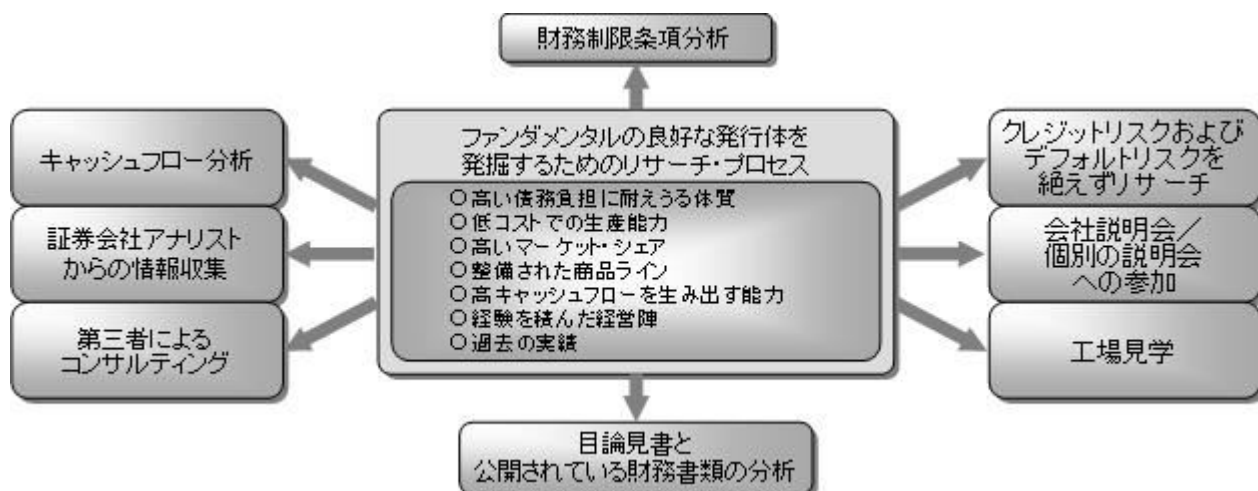 財務制限条項分析
キャッシュフロー分析
証券会社アナリスト
からの情報収集
第三者による
コンサルティング
ファンダメンタルの良好な発行体を
発掘するためのリサーチ・プロセス
○高い債務負担に耐えうる体質
○低コストでの生産能力
○高いマーケット・シェア
○整備された商品ライン
○高キャッシュフローを生み出す能力
○経験を積んだ経営陣
○過去の実績
クレジットリスクおよび
デフォルトリスクを
絶えずリサーチ
会社説明会／
個別の説明会
への参加
工場見学
目論見書と
公開されている財務書類の分析